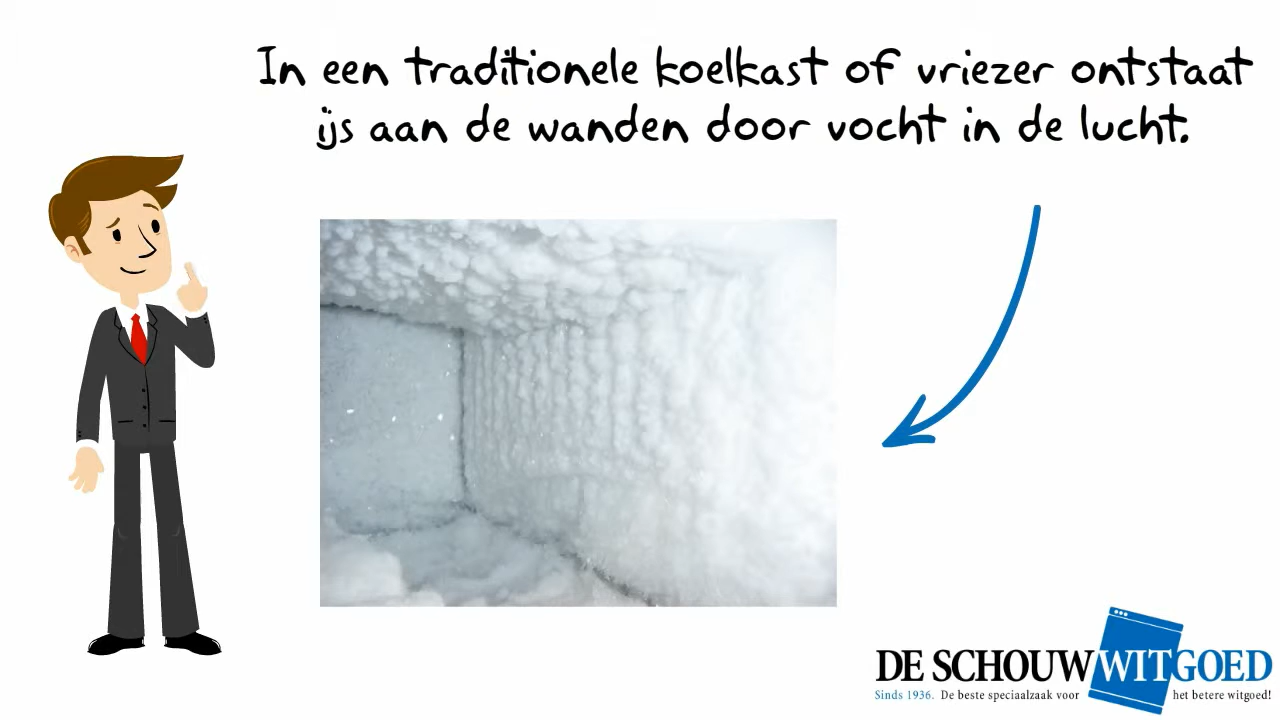 In een traditionele koelkast of vriezer ontstaat
ijs aan de wanden door vocht in de lucht.
DE SCHOUW WITGOED
Sinds 1936. De beste speciaalzaak voor het betere witgoed!